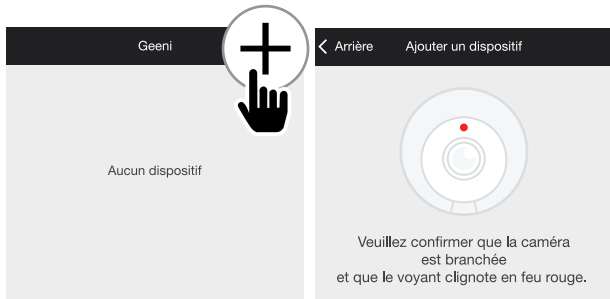 Geeni
Aucun dispositif
Arrière Ajouter un dispositif
Veuillez confirmer que la caméra
est branchée
et que le voyant clignote en feu rouge.